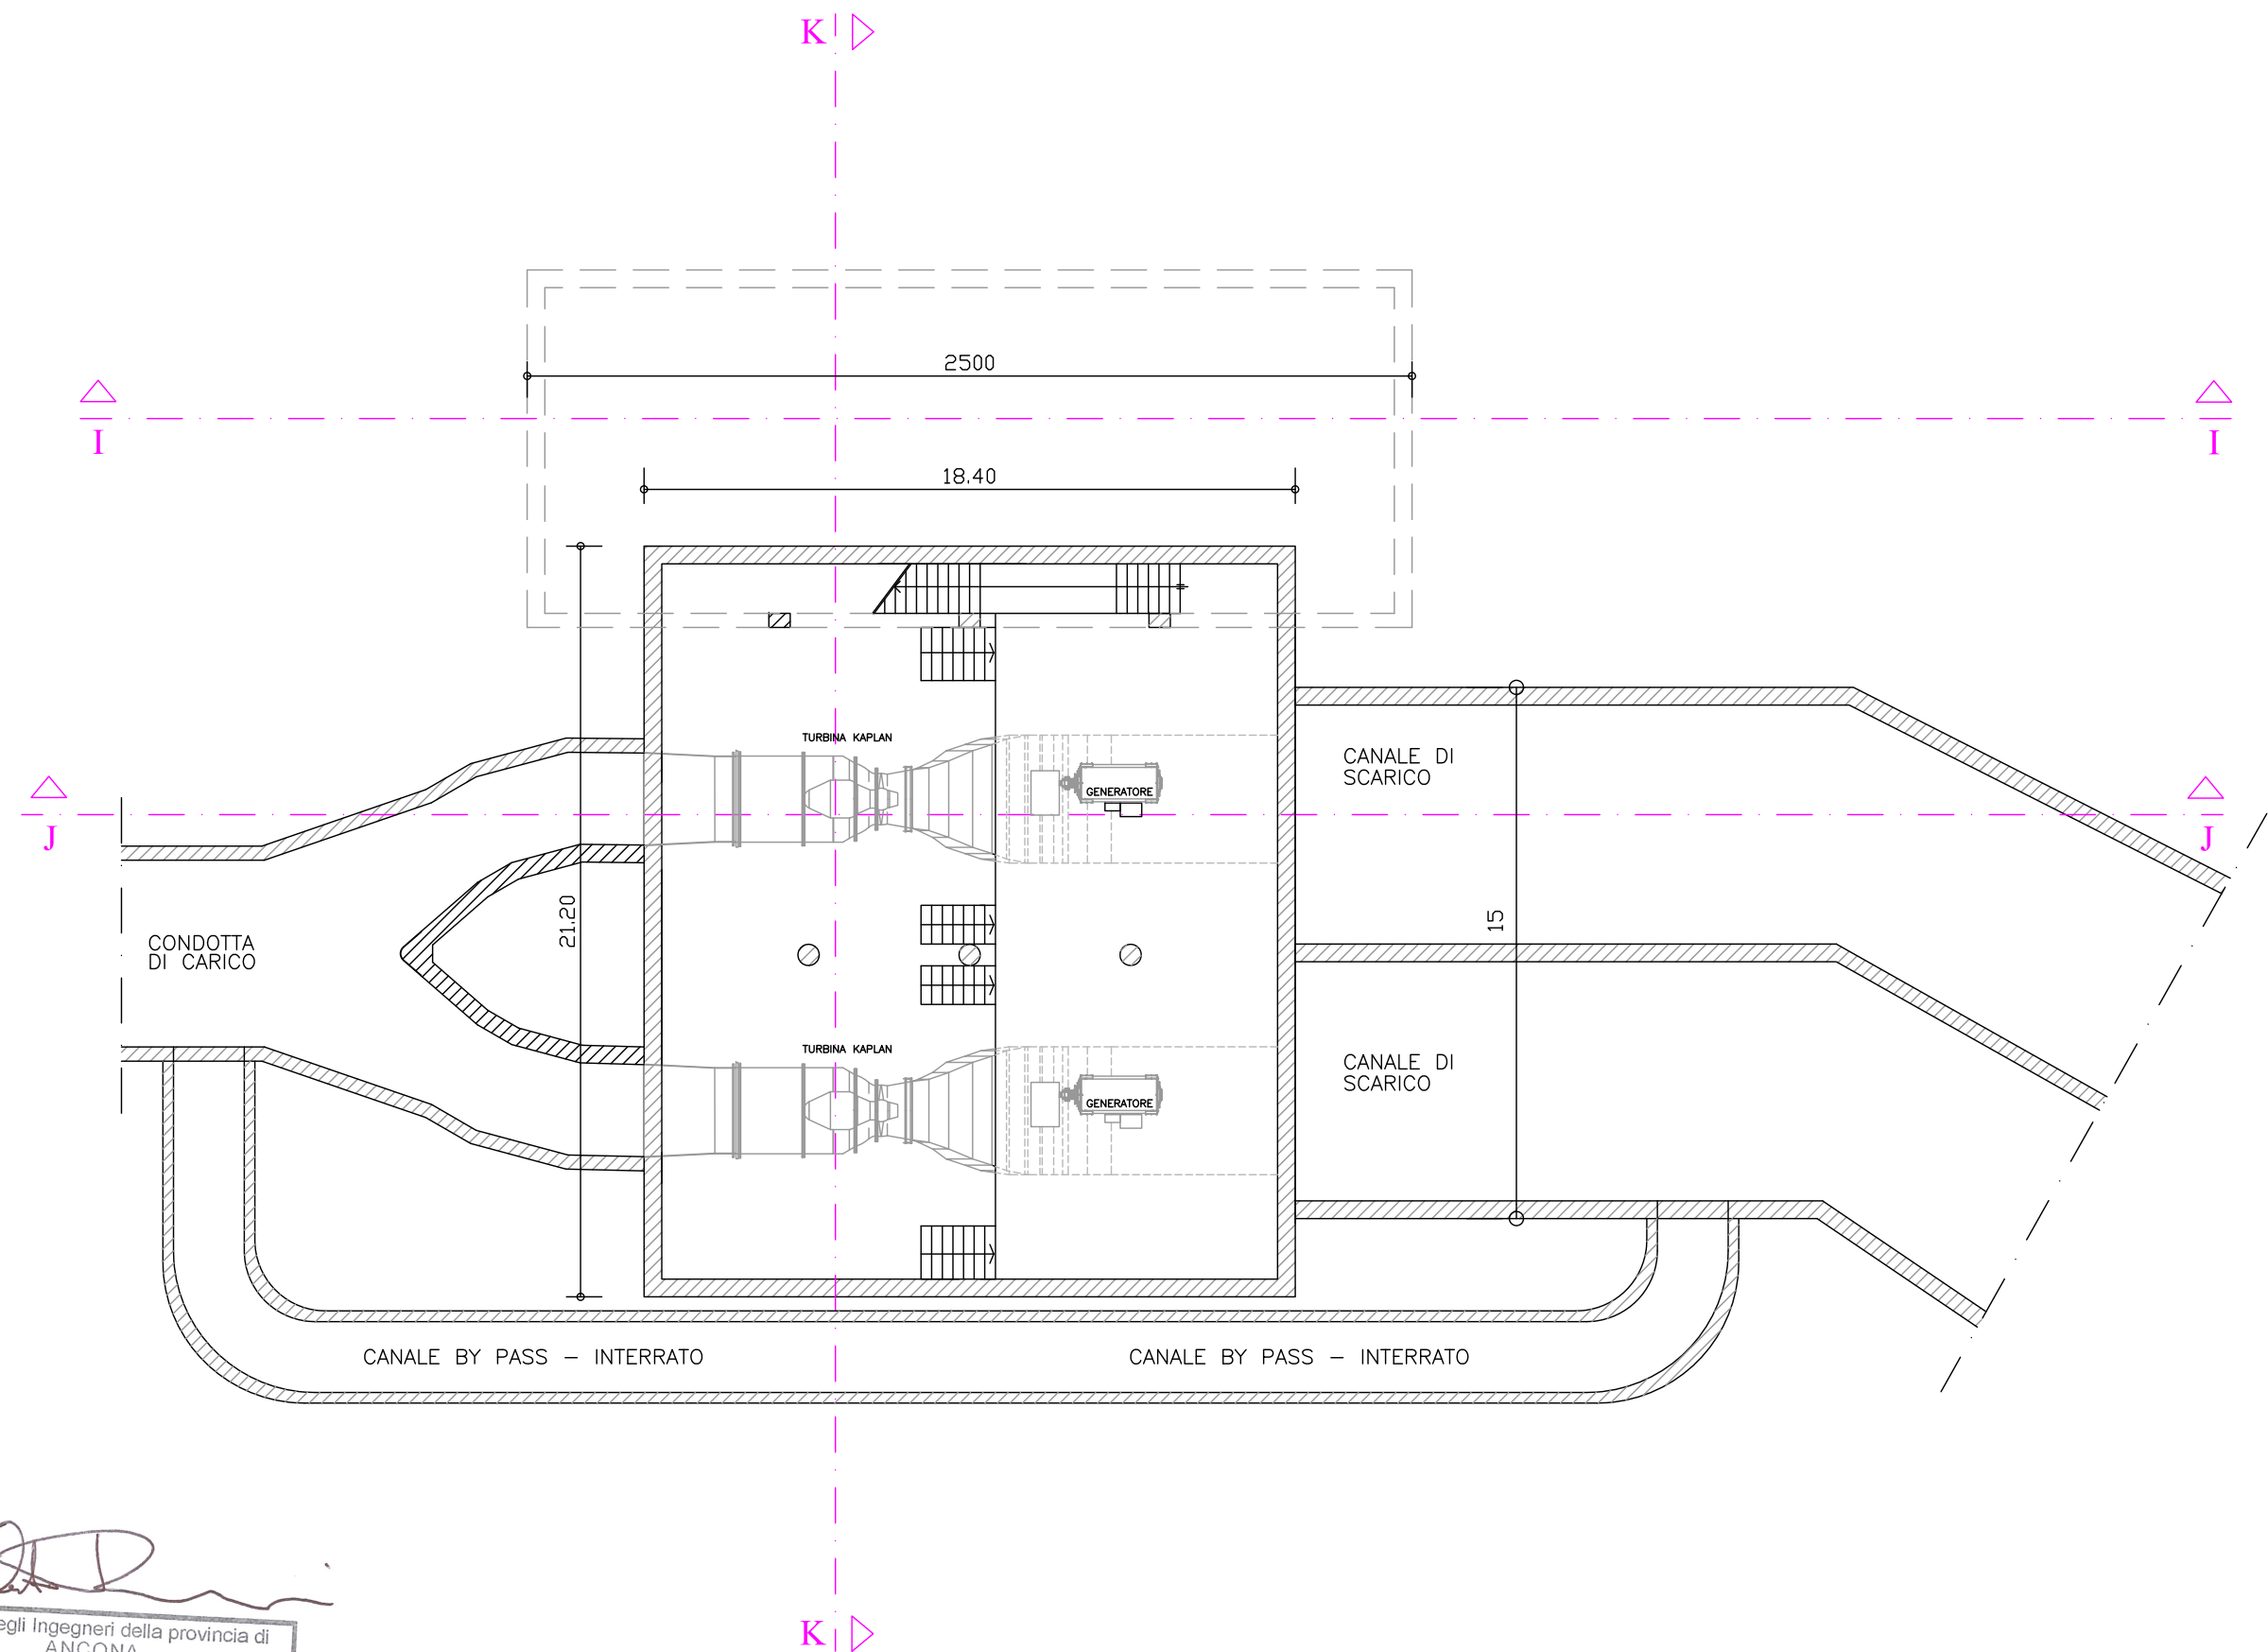 K
2500
I
I
18.40
TURBINA KAPLAN
CANALE DI
SCARICO
GENERATORE
J
J
21.20
15
CONDOTTA
DI CARICO
TURBINA KAPLAN
CANALE DI
SCARICO
GENERATORE
CANALE BY PASS – INTERRATO
CANALE BY PASS – INTERRATO
egli Ingegneri della provincia di
ANCONA
K